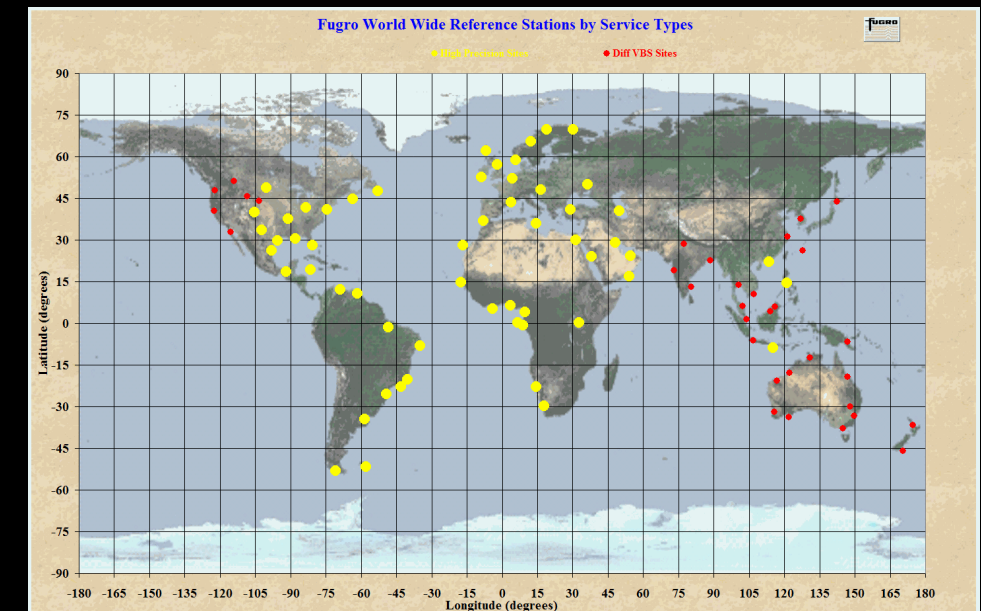 Fugro World Wide Reference Stations by Service Types
fugro
High Precision Sites
Diff VBS Sites
90
75
60
45
30
15
0
-15
-30
-45
-60
-75
-90
Latitude (degrees)
-180 -165 -150 -135 -120 -105 -90 -75 -60 -45 -30 -15 0 15 30 45 60 75 90 105 120 135 150 165 180
Longitude (degrees)